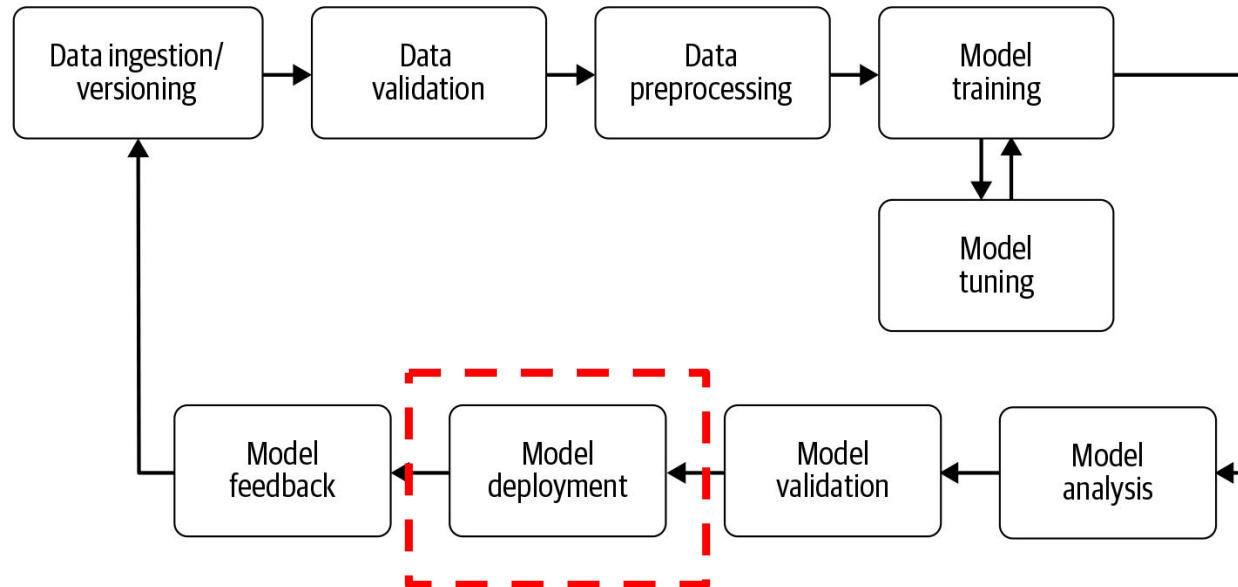 Data ingestion/
versioning
Data
validation
Data
preprocessing
Model
training
Model
tuning
Model
feedback
Model
deployment
Model
validation
Model
analysis